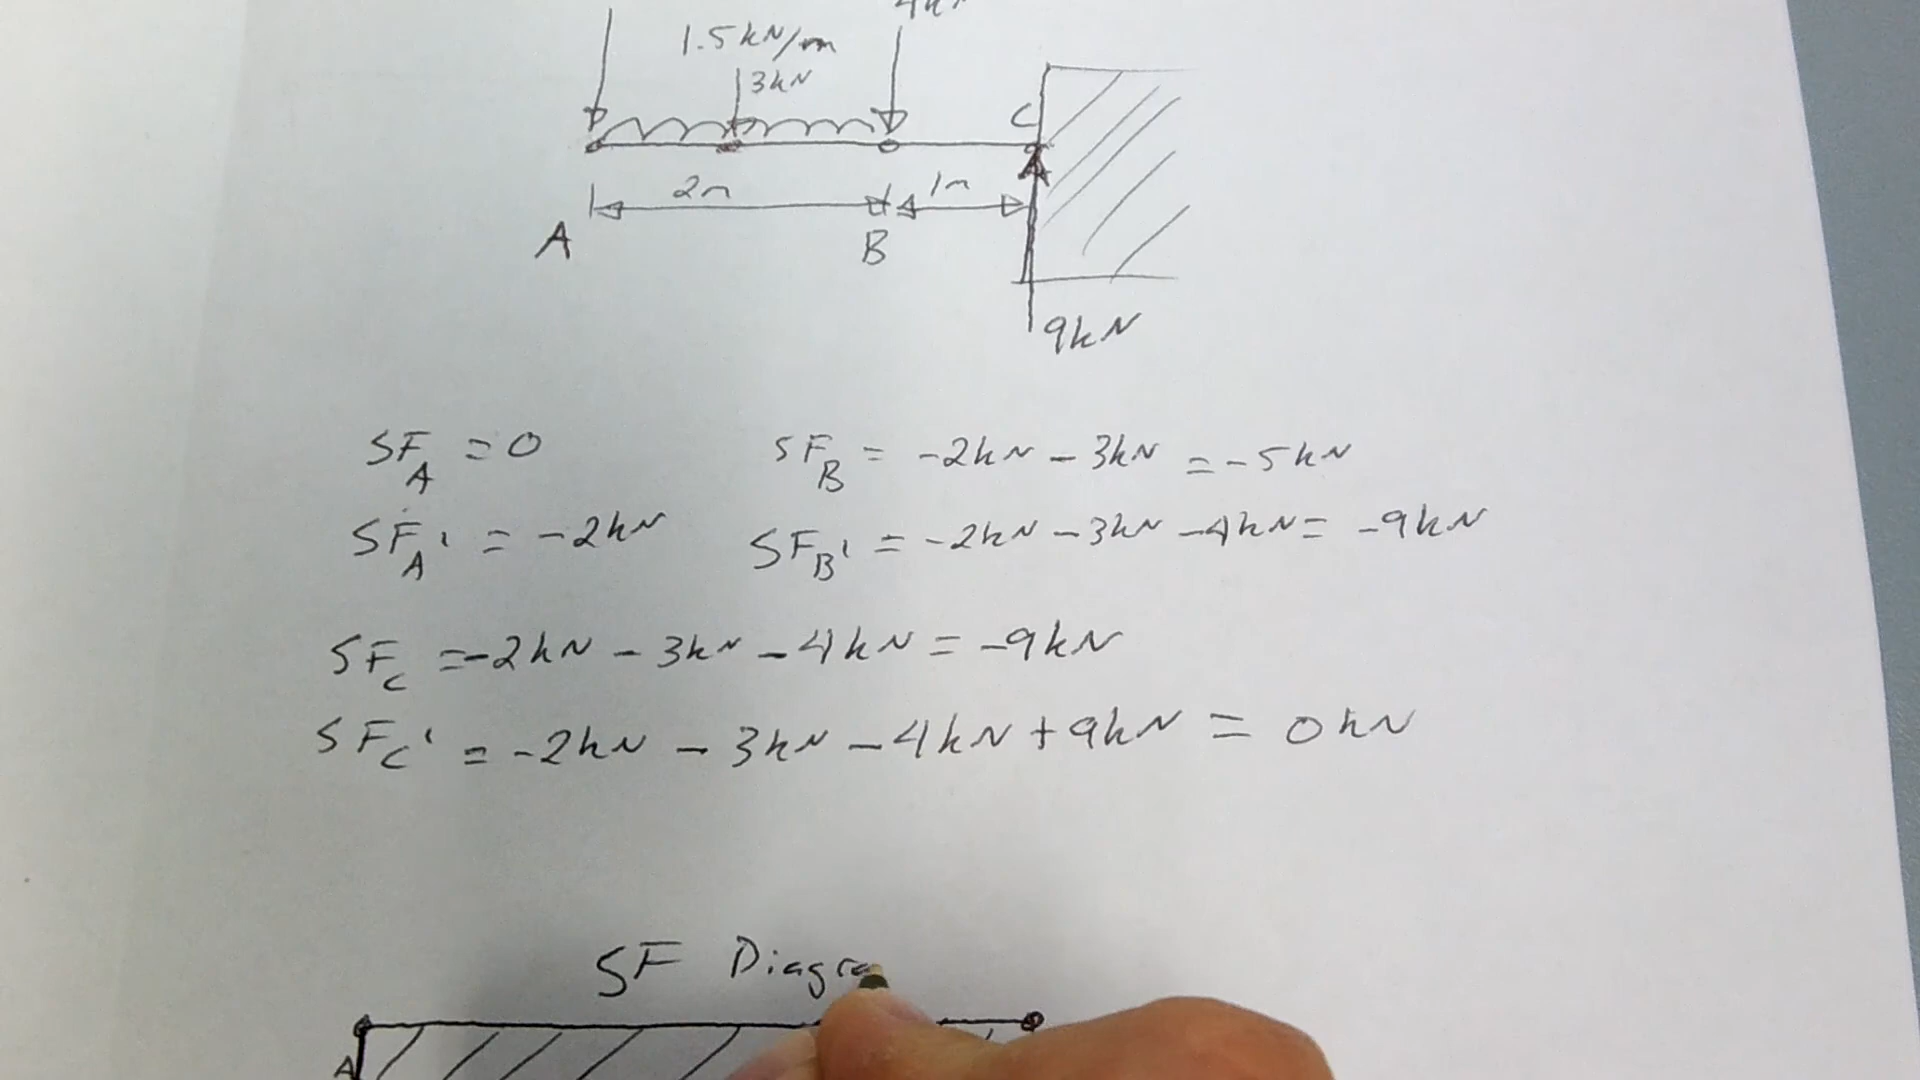 1.5kN/m
3kN
C
2m
1m
A
B
9kN
SF_A = 0
SF_B = -2kN - 3kN = -5kN
SF_A' = -2kN
SF_B' = -2kN - 3kN - 4kN = -9kN
SF_C = -2kN - 3kN - 4kN = -9kN
SF_C' = -2kN - 3kN - 4kN + 9kN = 0kN
SF Diagra
A